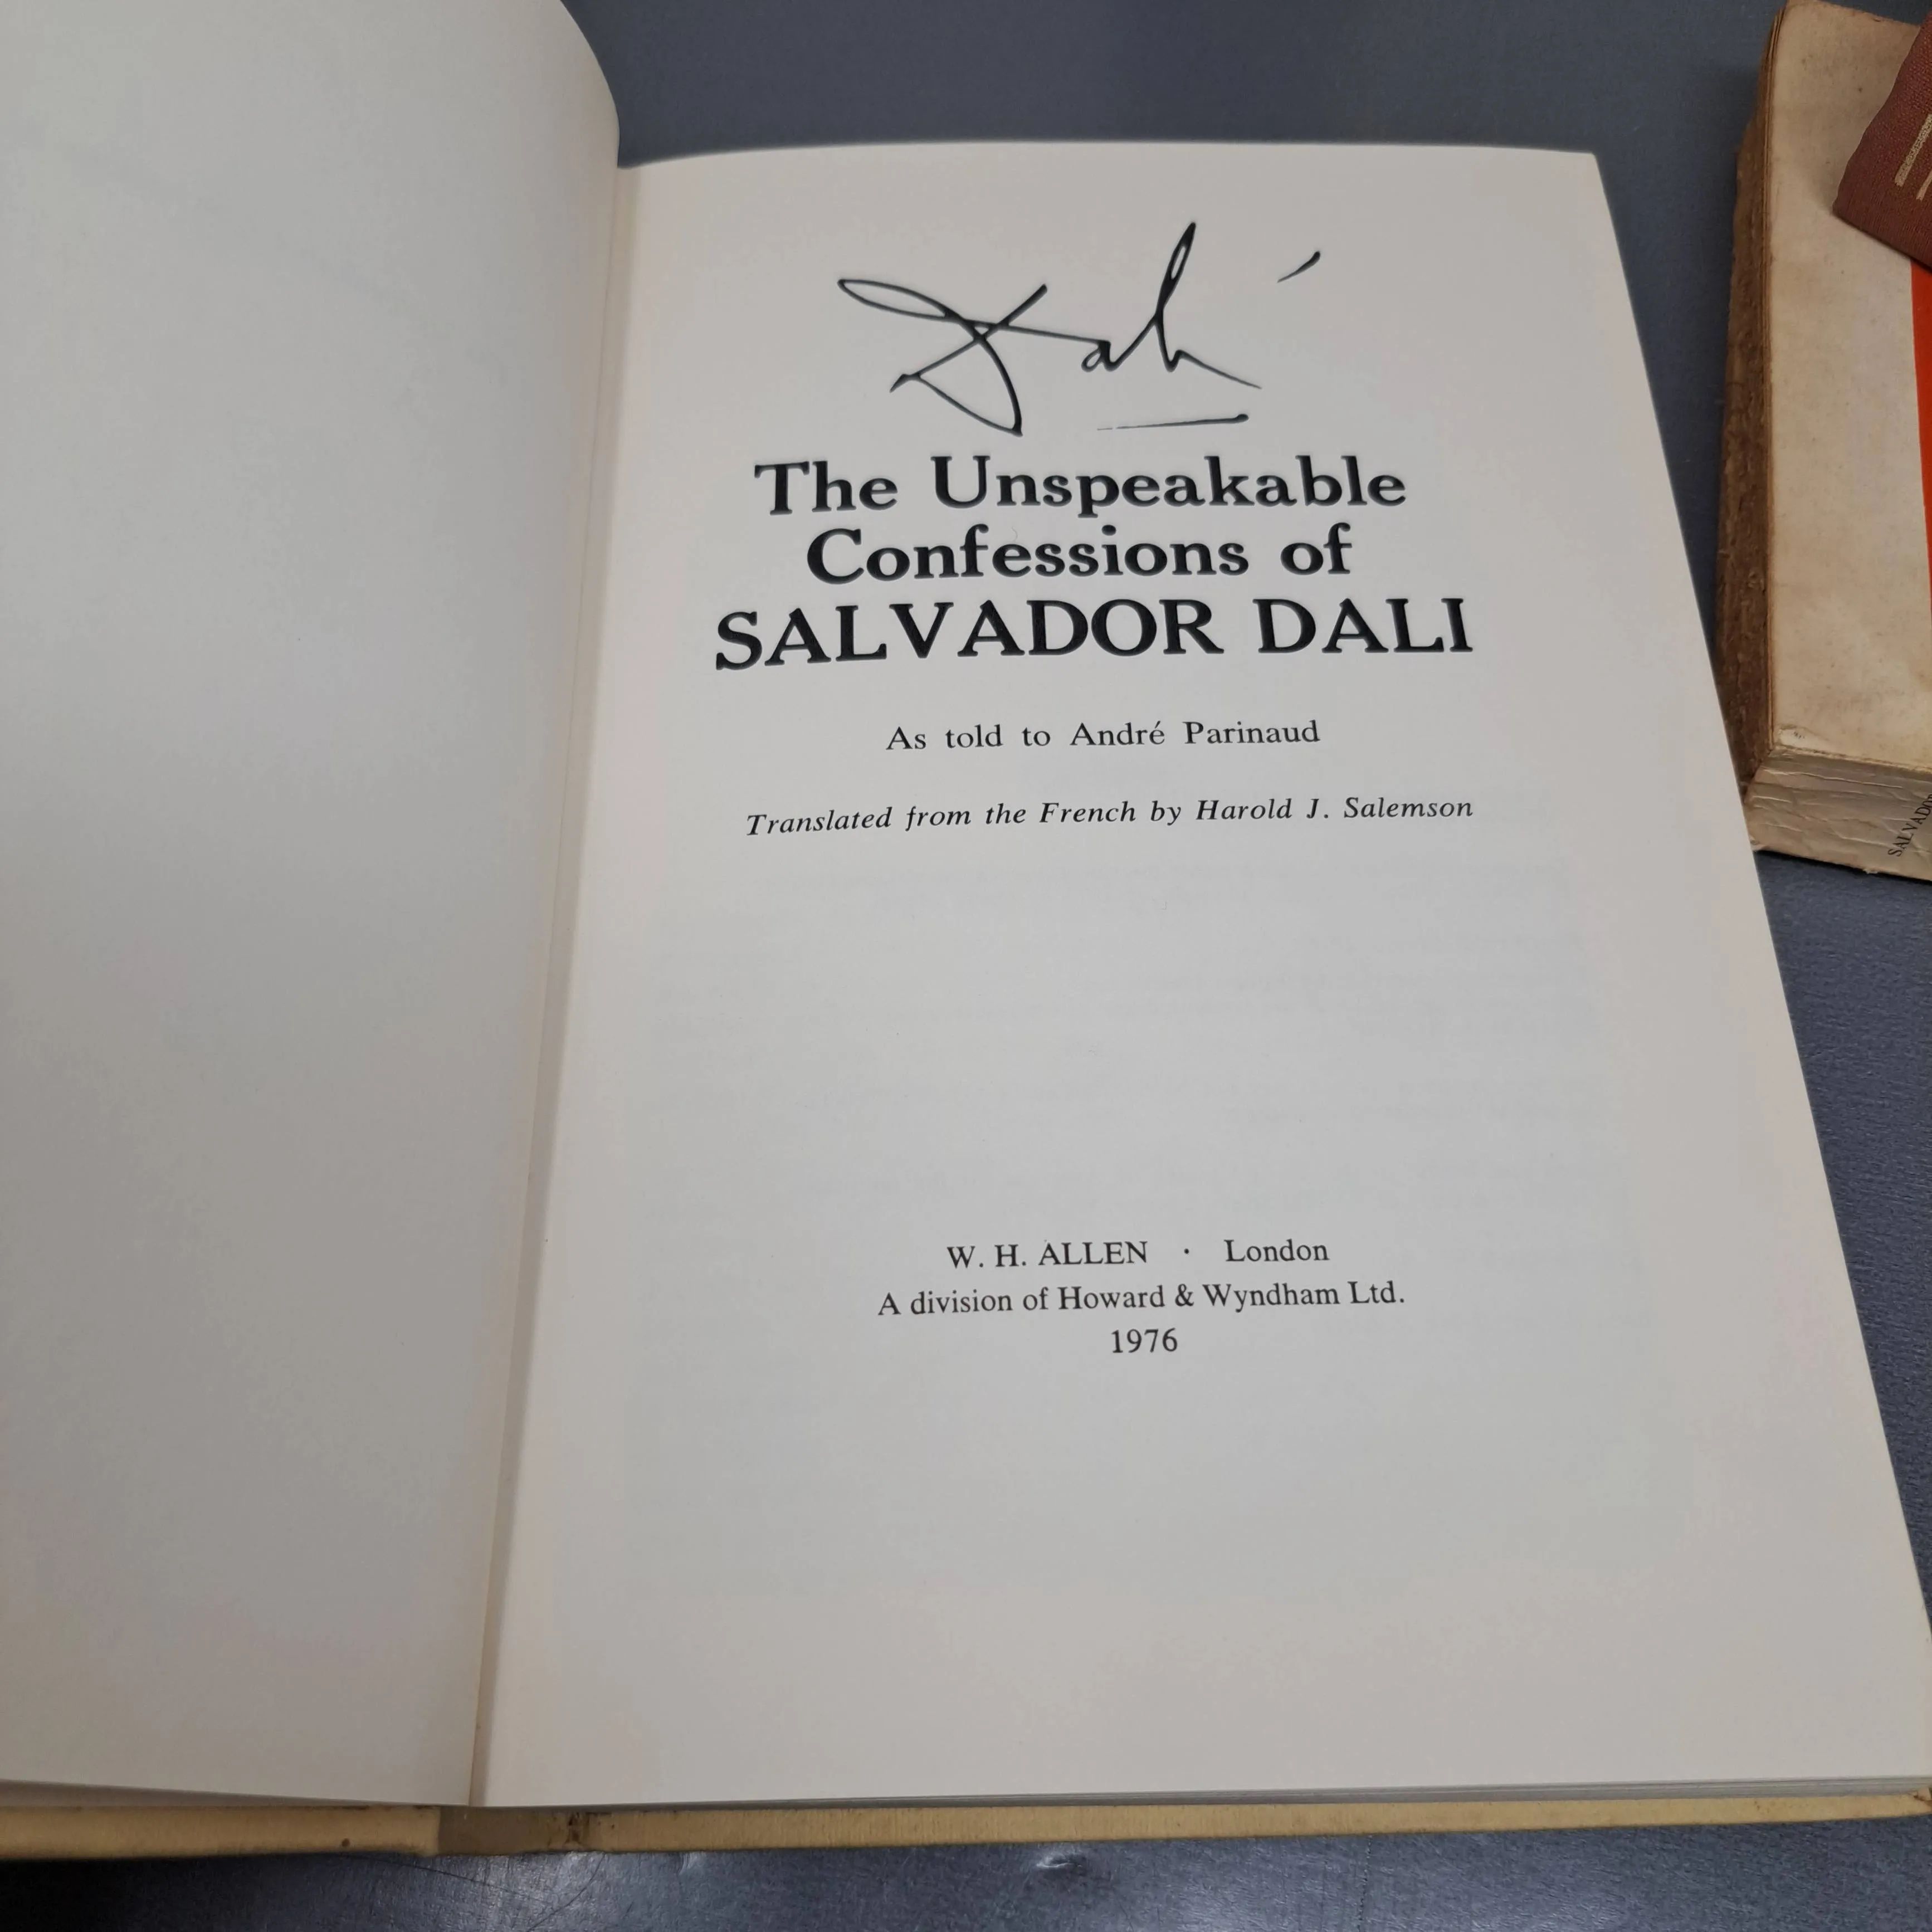 Dalí
The Unspeakable
Confessions of
SALVADOR DALI
As told to André Parinaud
Translated from the French by Harold J. Salemson
W. H. ALLEN · London
A division of Howard & Wyndham Ltd.
1976